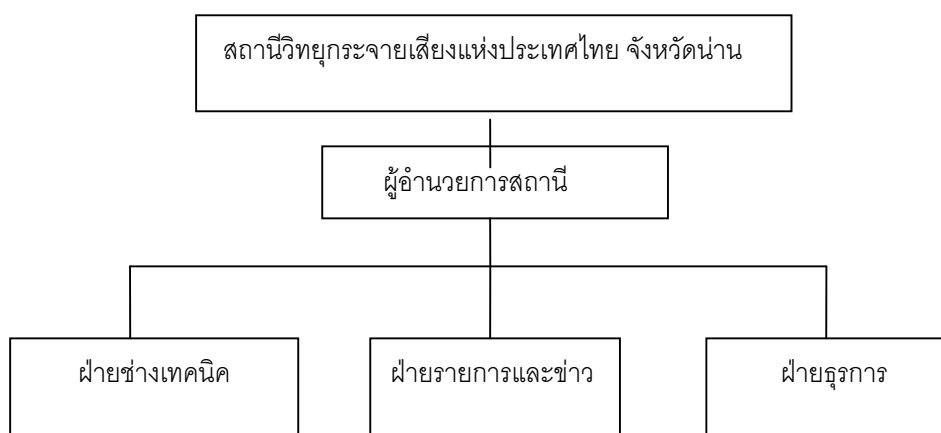 สถานีวิทยุกระจายเสียงแห่งประเทศไทย จังหวัดน่าน
ผู้อำนวยการสถานี
ฝ่ายช่างเทคนิค
ฝ่ายรายการและข่าว
ฝ่ายธุรการ